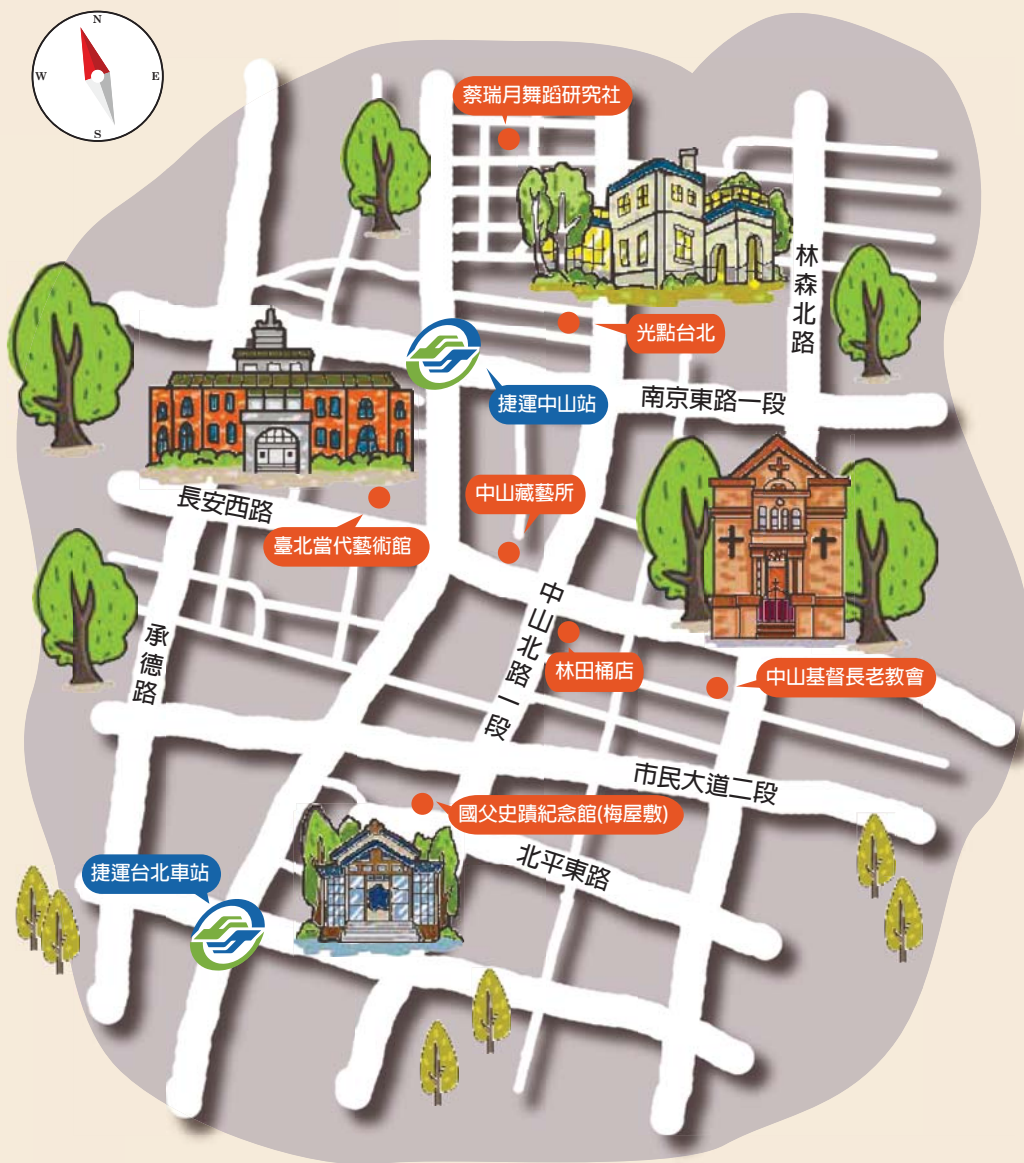 N
W
E
S
蔡瑞月舞蹈研究社
林森北路
光點台北
捷運中山站
南京東路一段
中山藏藝所
長安西路
臺北當代藝術館
中山北路一段
承德路
林田桶店
中山基督長老教會
市民大道二段
國父史蹟紀念館(梅屋敷)
北平東路
捷運台北車站